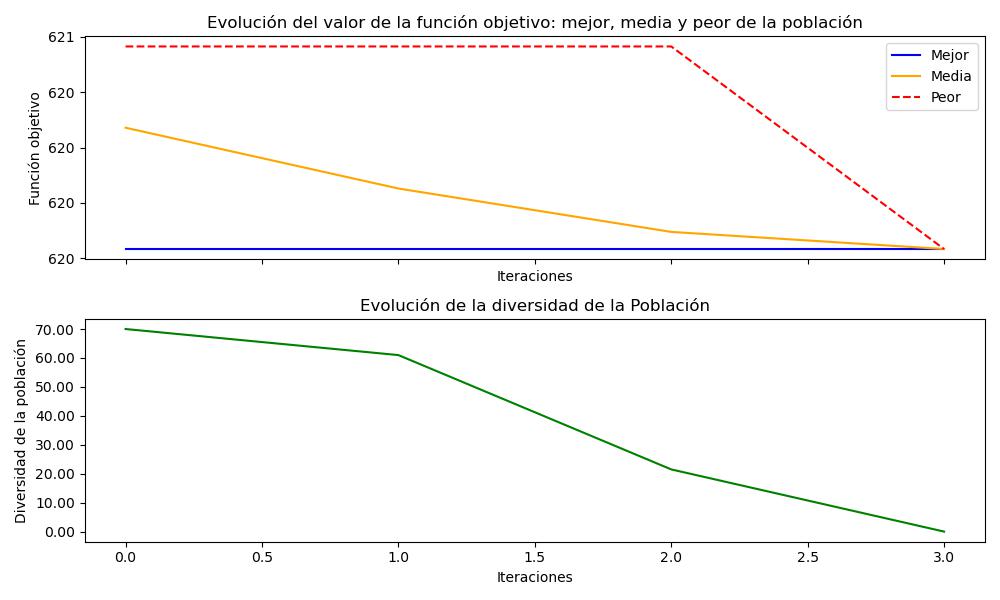 Evolución del valor de la función objetivo: mejor, media y peor de la población
621
620
620
620
620
Función objetivo
Mejor
Media
Peor
Iteraciones
Evolución de la diversidad de la Población
70.00
60.00
50.00
40.00
30.00
20.00
10.00
0.00
Diversidad de la población
0.0 0.5 1.0 1.5 2.0 2.5 3.0
Iteraciones